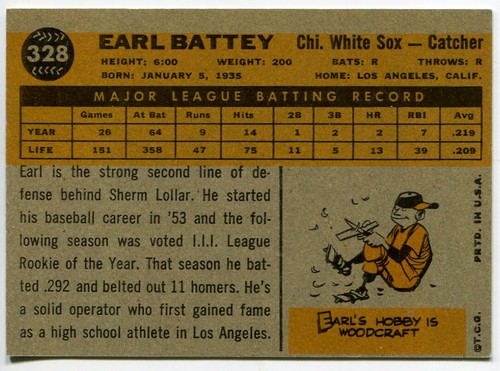 328 EARL BATTEY Chi. White Sox — Catcher
HEIGHT: 6:00 WEIGHT: 200 BATS: R THROWS: R
BORN: JANUARY 5, 1935 HOME: LOS ANGELES, CALIF.
MAJOR LEAGUE BATTING RECORD
Games At Bat Runs Hits 2B 3B HR RBI Avg
YEAR 26 64 9 14 1 2 2 7 .219
LIFE 151 358 47 75 11 5 13 39 .209
Earl is the strong second line of de-
fense behind Sherm Lollar. He started
his baseball career in '53 and the fol-
lowing season was voted I.I.I. League
Rookie of the Year. That season he bat-
ted .292 and belted out 11 homers. He's
a solid operator who first gained fame
as a high school athlete in Los Angeles.
EARL'S HOBBY IS
WOODCRAFT
©T.C.G. PRTD. IN U.S.A.